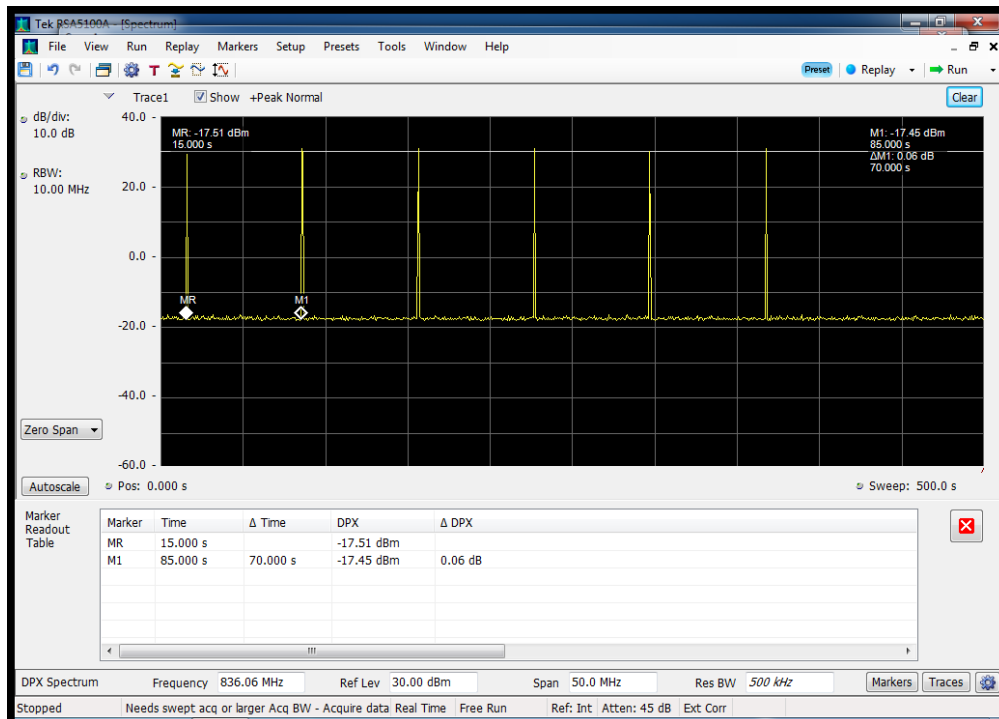 Tek RSA5100A - [Spectrum]
File View Run Replay Markers Setup Presets Tools Window Help
T
Preset Replay Run
Trace1 Show +Peak Normal Clear
dB/div:
10.0 dB
RBW:
10.00 MHz
40.0
20.0
0.0
-20.0
-40.0
-60.0
MR: -17.51 dBm
15.000 s
M1: -17.45 dBm
85.000 s
ΔM1: 0.06 dB
70.000 s
MR M1
Zero Span
Autoscale Pos: 0.000 s Sweep: 500.0 s
Marker
Readout
Table
Marker Time Δ Time DPX Δ DPX
MR 15.000 s -17.51 dBm
M1 85.000 s 70.000 s -17.45 dBm 0.06 dB
DPX Spectrum Frequency 836.06 MHz Ref Lev 30.00 dBm Span 50.0 MHz Res BW 500 kHz Markers Traces
Stopped Needs swept acq or larger Acq BW - Acquire data Real Time Free Run Ref: Int Atten: 45 dB Ext Corr